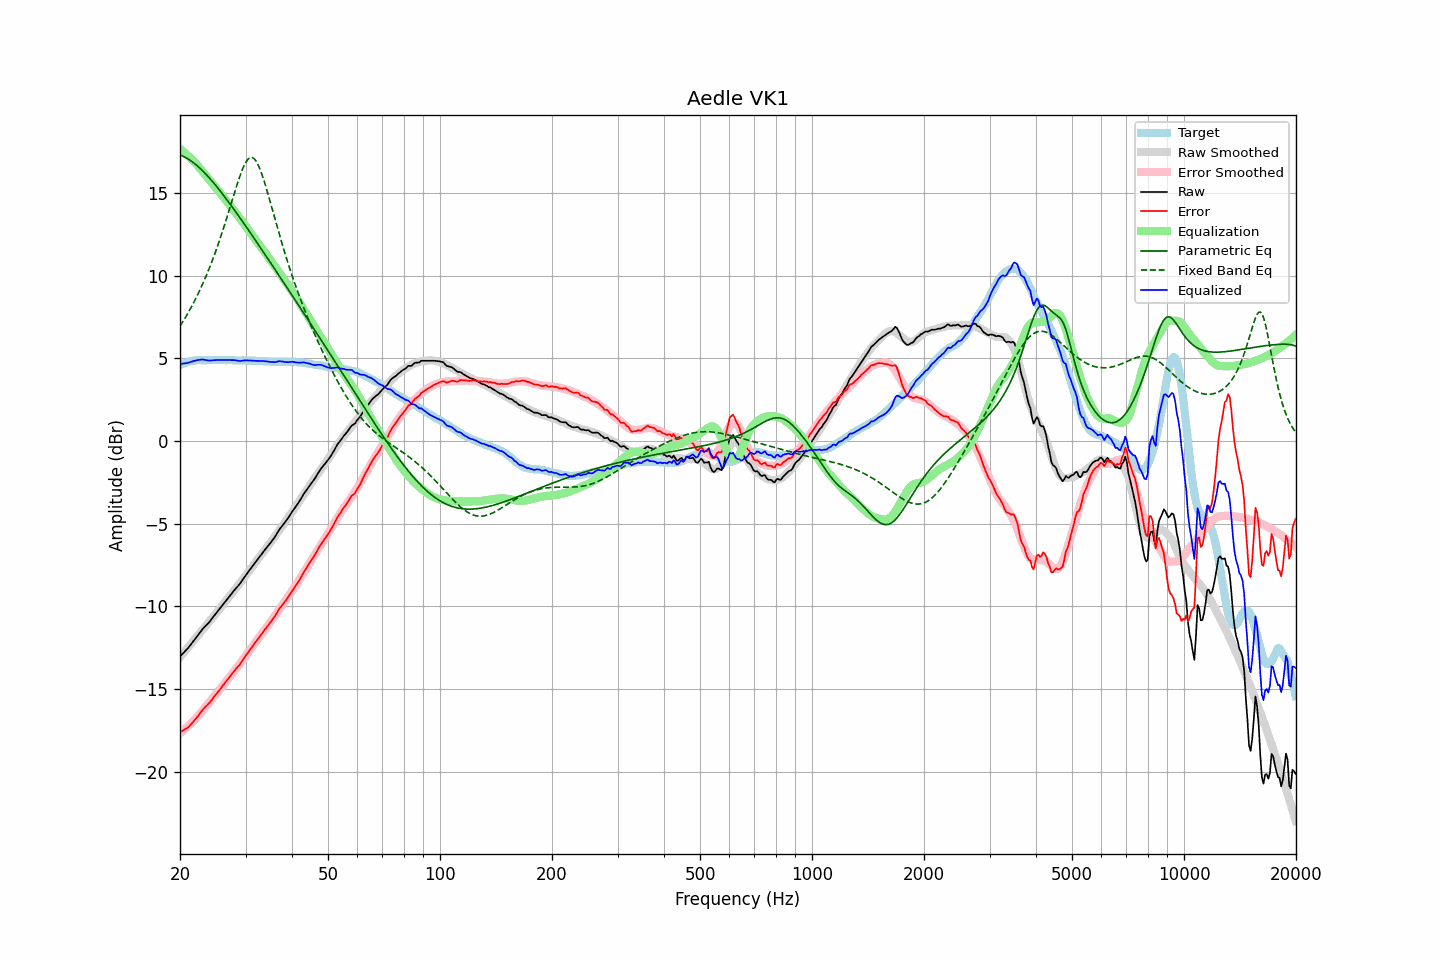 Aedle VK1
Target
Raw Smoothed
Error Smoothed
Raw
Error
Equalization
Parametric Eq
Fixed Band Eq
Equalized
15
10
5
0
−5
−10
−15
−20
Amplitude (dBr)
20 50 100 200 500 1000 2000 5000 10000 20000
Frequency (Hz)